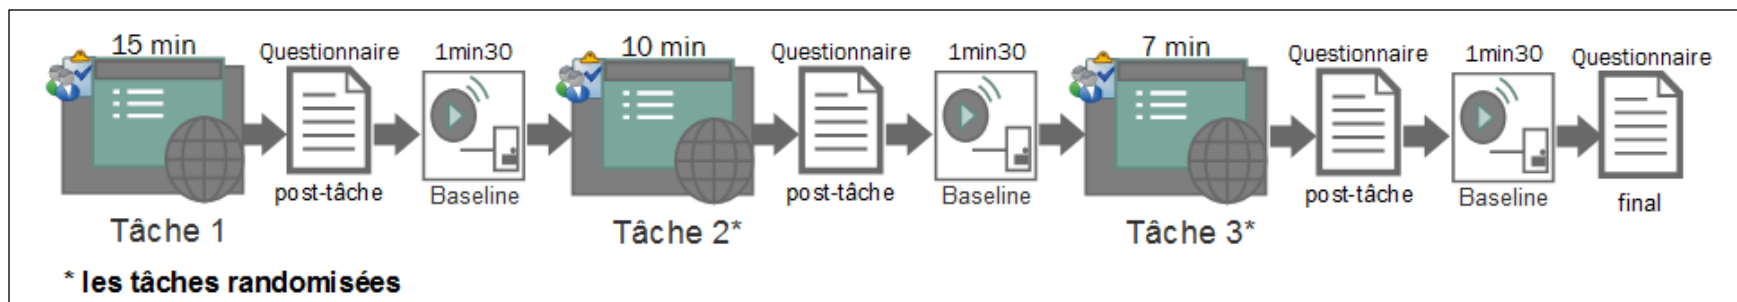 15 min
Questionnaire
post-tâche
1min30
Baseline
Tâche 1
10 min
Questionnaire
post-tâche
1min30
Baseline
Tâche 2*
7 min
Questionnaire
post-tâche
1min30
Baseline
Tâche 3*
Questionnaire
final
* les tâches randomisées